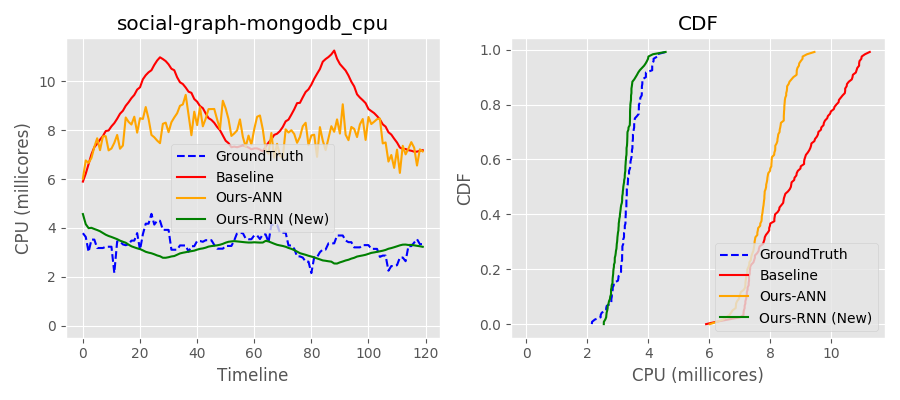 social-graph-mongodb_cpu
CPU (millicores)
10
8
6
4
2
0
GroundTruth
Baseline
Ours-ANN
Ours-RNN (New)
0 20 40 60 80 100 120
Timeline
CDF
CDF
1.0
0.8
0.6
0.4
0.2
0.0
GroundTruth
Baseline
Ours-ANN
Ours-RNN (New)
0 2 4 6 8 10
CPU (millicores)